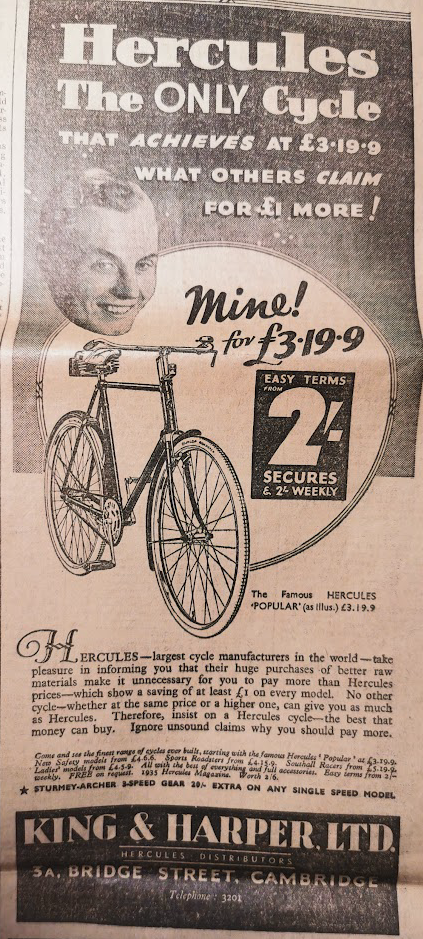 Hercules
The ONLY Cycle
THAT ACHIEVES AT £3·19·9
WHAT OTHERS CLAIM
FOR £1 MORE!
Mine!
for £3·19·9
EASY TERMS
FROM
2/-
SECURES
& 2/- WEEKLY
The Famous HERCULES
'POPULAR' (as illus.) £3.19.9
HERCULES—largest cycle manufacturers in the world—take
pleasure in informing you that their huge purchases of better raw
materials make it unnecessary for you to pay more than Hercules
prices—which show a saving of at least £1 on every model. No other
cycle—whether at the same price or a higher one, can give you as much
as Hercules. Therefore, insist on a Hercules cycle—the best that
money can buy. Ignore unsound claims why you should pay more.
Come and see the finest range of cycles ever built, starting with the famous Hercules 'Popular' at £3-19-9.
New Safety models from £4.6.6. Sports Roadsters from £4.15.9. Southall Racers from £5.19.9.
'Ladies' models from £4-5-9. All with the best of everything and full accessories. Easy terms from 2/-
weekly. FREE on request. 1935 Hercules Magazine. Worth 2/6.
★ STURMEY-ARCHER 3-SPEED GEAR 20/- EXTRA ON ANY SINGLE SPEED MODEL
KING & HARPER, LTD.
HERCULES DISTRIBUTORS
3A, BRIDGE STREET, CAMBRIDGE
Telephone: 3201